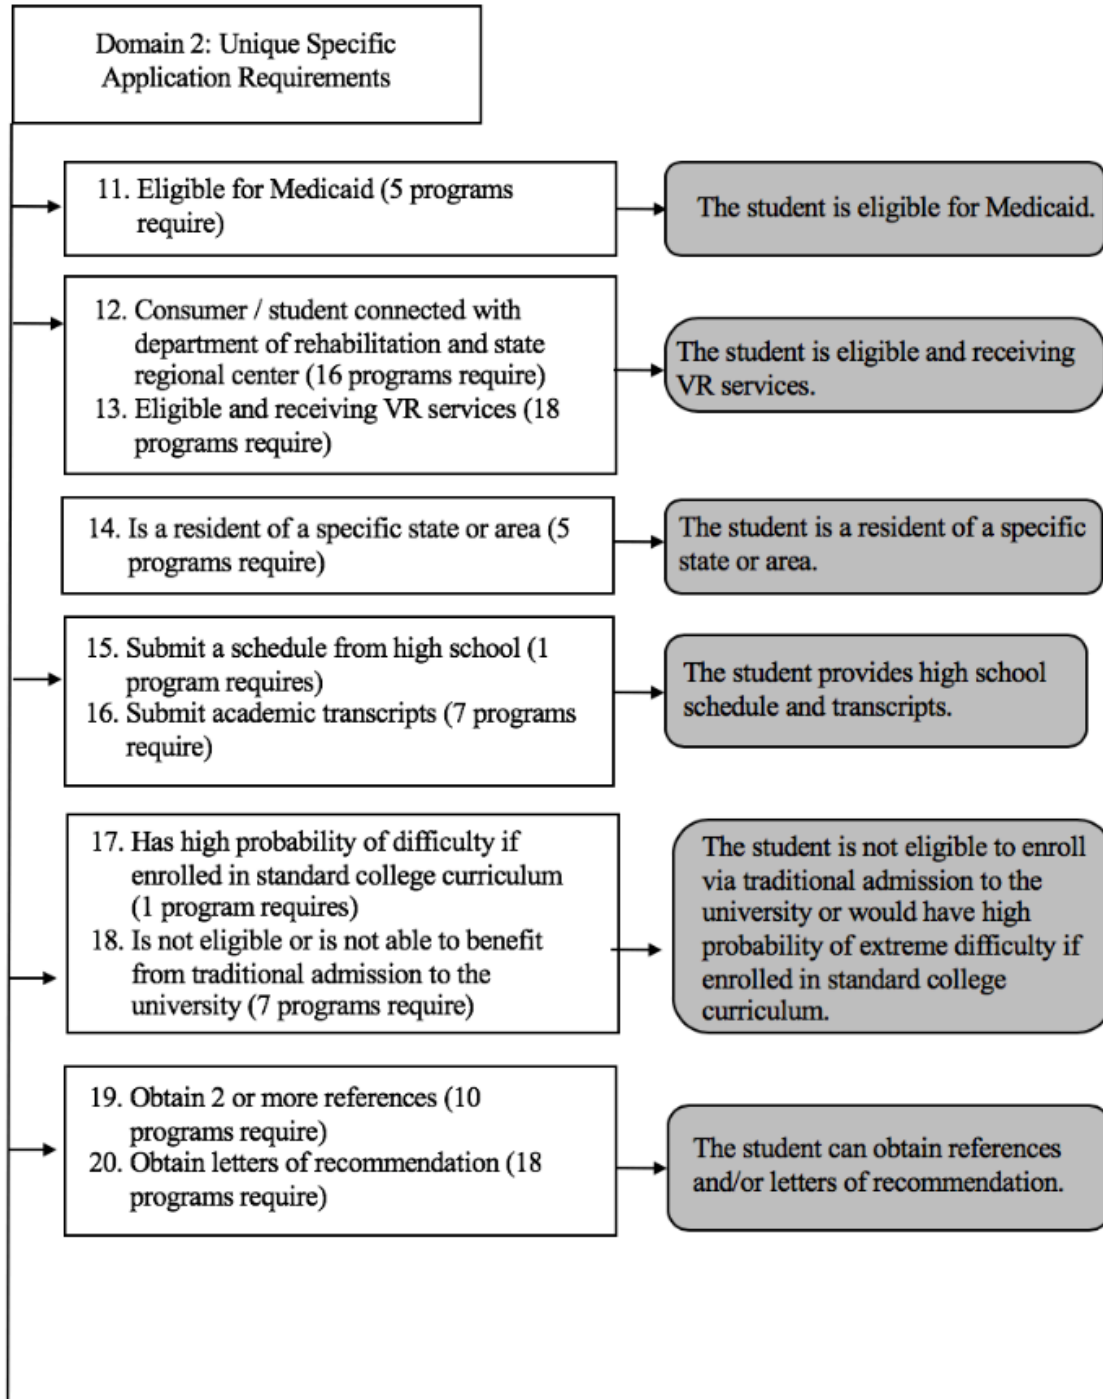 Domain 2: Unique Specific
Application Requirements
11. Eligible for Medicaid (5 programs
require)
The student is eligible for Medicaid.
12. Consumer / student connected with
department of rehabilitation and state
regional center (16 programs require)
13. Eligible and receiving VR services (18
programs require)
The student is eligible and receiving
VR services.
14. Is a resident of a specific state or area (5
programs require)
The student is a resident of a specific
state or area.
15. Submit a schedule from high school (1
program requires)
16. Submit academic transcripts (7 programs
require)
The student provides high school
schedule and transcripts.
17. Has high probability of difficulty if
enrolled in standard college curriculum
(1 program requires)
18. Is not eligible or is not able to benefit
from traditional admission to the
university (7 programs require)
The student is not eligible to enroll
via traditional admission to the
university or would have high
probability of extreme difficulty if
enrolled in standard college
curriculum.
19. Obtain 2 or more references (10
programs require)
20. Obtain letters of recommendation (18
programs require)
The student can obtain references
and/or letters of recommendation.